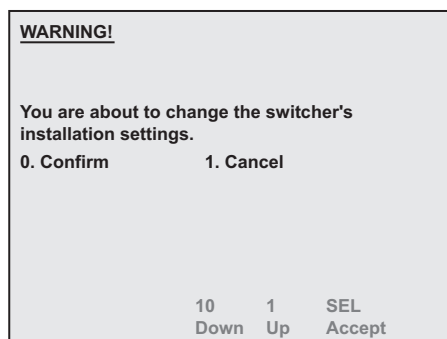 WARNING!
You are about to change the switcher's
installation settings.
0. Confirm 1. Cancel
10 1 SEL
Down Up Accept